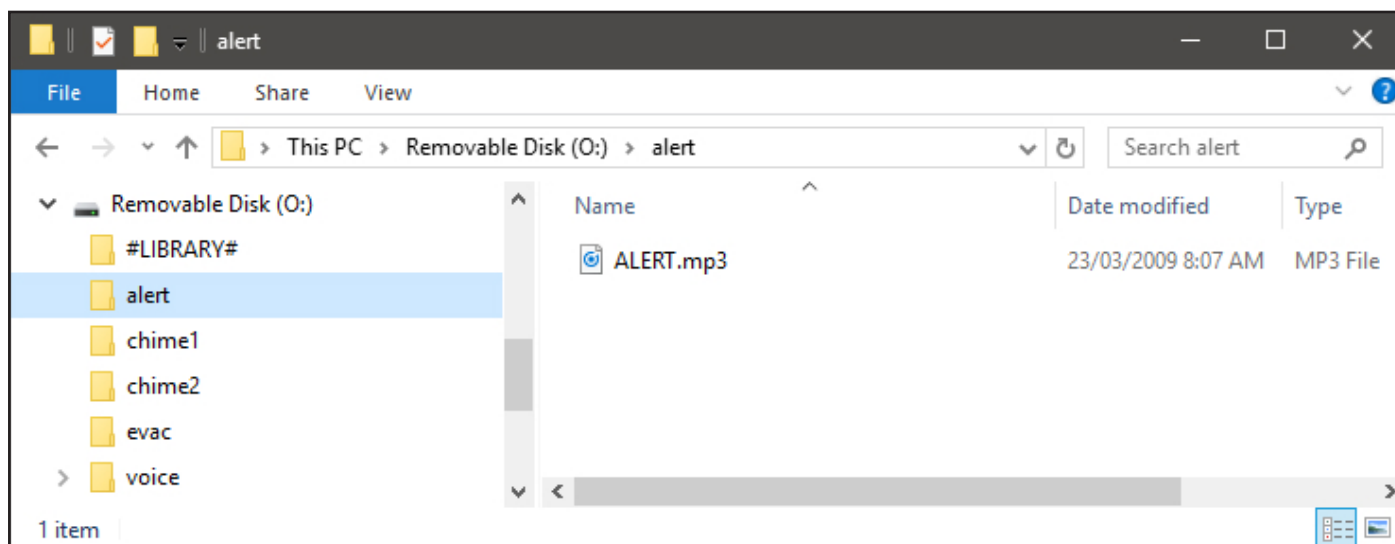 alert
File Home Share View
This PC > Removable Disk (O:) > alert
Search alert
Removable Disk (O:)
#LIBRARY#
alert
chime1
chime2
evac
voice
Name Date modified Type
ALERT.mp3 23/03/2009 8:07 AM MP3 File
1 item